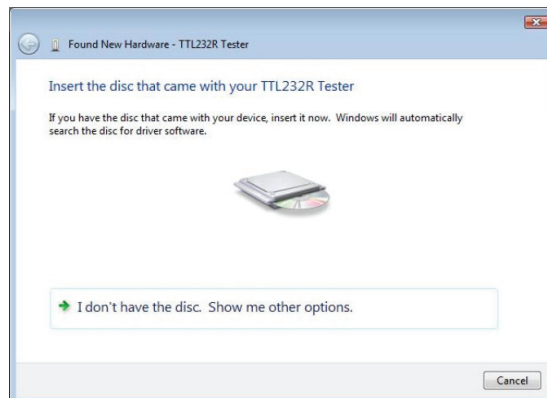 Found New Hardware - TTL232R Tester
Insert the disc that came with your TTL232R Tester
If you have the disc that came with your device, insert it now. Windows will automatically
search the disc for driver software.
I don't have the disc. Show me other options.
Cancel